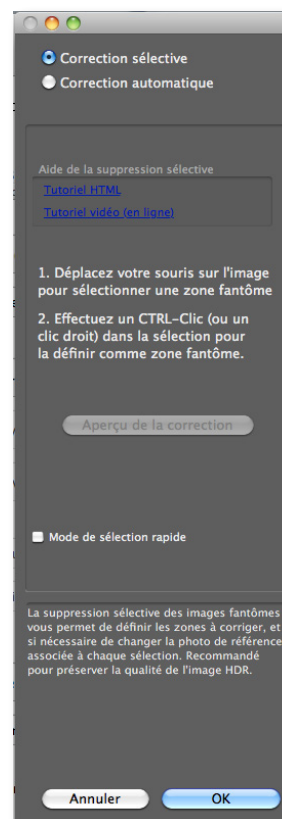 Correction sélective
Correction automatique
Aide de la suppression sélective
Tutoriel HTML
Tutoriel vidéo (en ligne)
1. Déplacez votre souris sur l'image
pour sélectionner une zone fantôme
2. Effectuez un CTRL-Clic (ou un
clic droit) dans la sélection pour
la définir comme zone fantôme.
Aperçu de la correction
Mode de sélection rapide
La suppression sélective des images fantômes
vous permet de définir les zones à corriger, et
si nécessaire de changer la photo de référence
associée à chaque sélection. Recommandé
pour préserver la qualité de l'image HDR.
Annuler OK